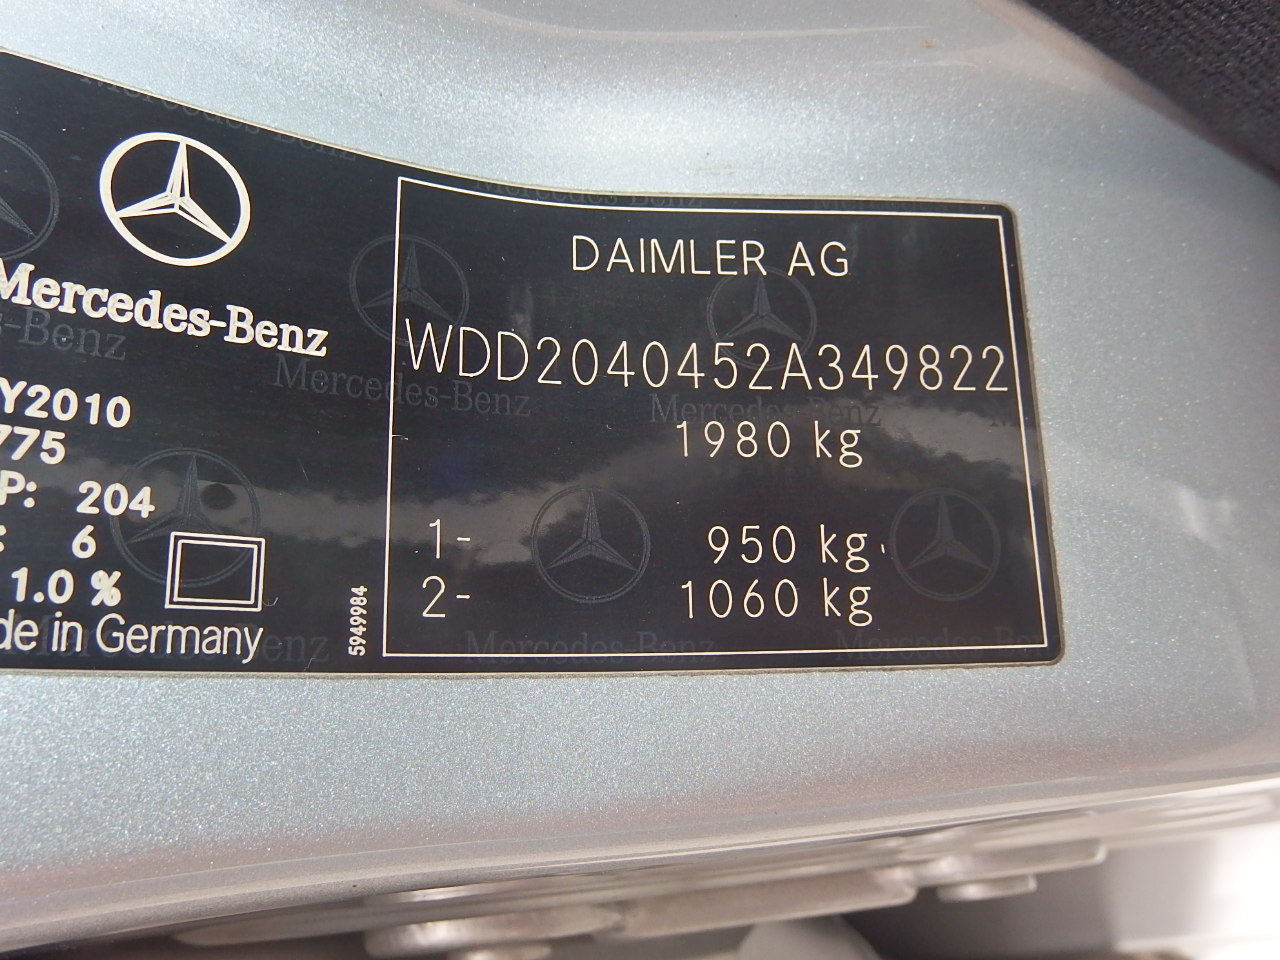 Mercedes-Benz
Y2010
775
P: 204
: 6
1.0 %
de in Germany
5949984
DAIMLER AG
WDD2040452A349822
1980 kg
1- 950 kg
2- 1060 kg